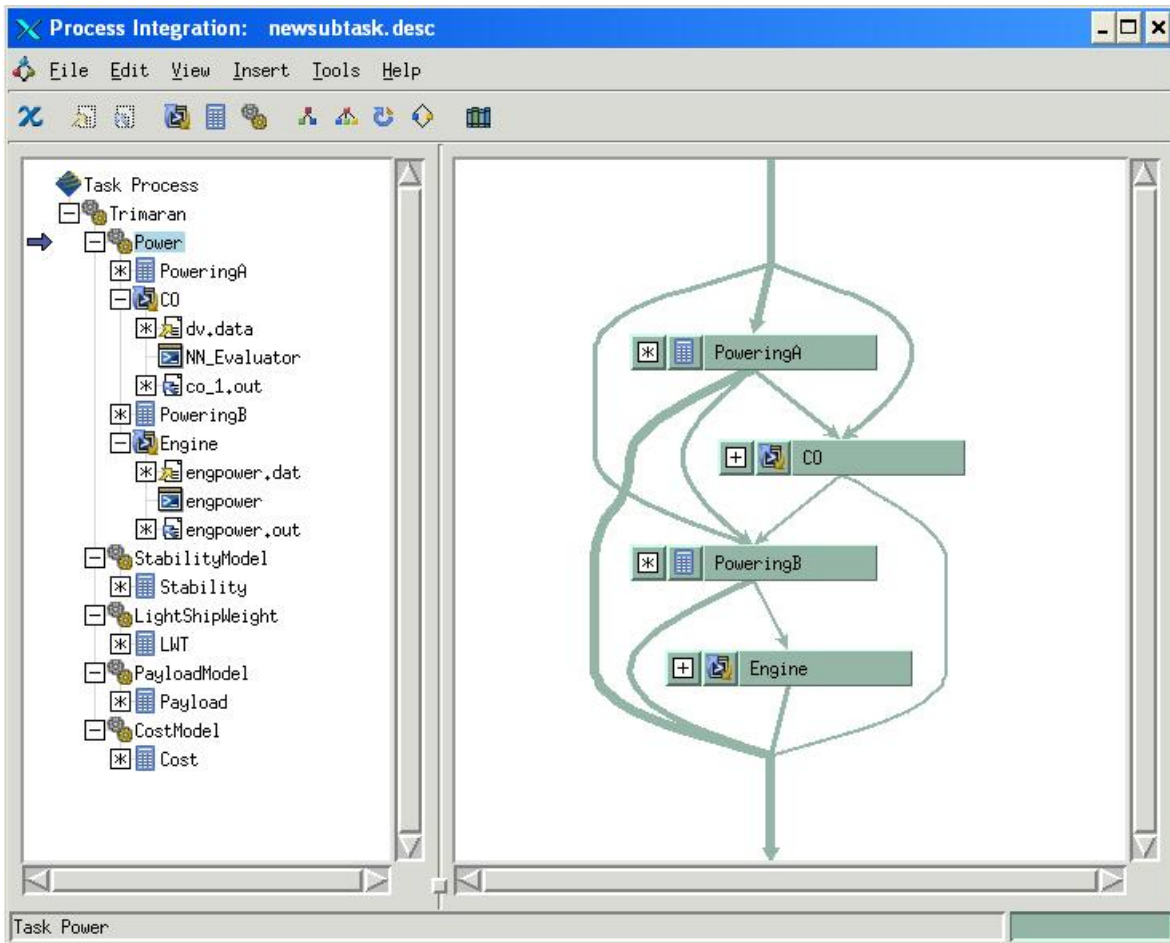 Process Integration: newsubtask.desc
File Edit View Insert Tools Help
Task Process
Trimaran
Power
PoweringA
CO
dv.data
NN_Evaluator
co_1.out
PoweringB
Engine
engpower.dat
engpower
engpower.out
StabilityModel
Stability
LightShipWeight
LWT
PayloadModel
Payload
CostModel
Cost
PoweringA
CO
PoweringB
Engine
Task Power